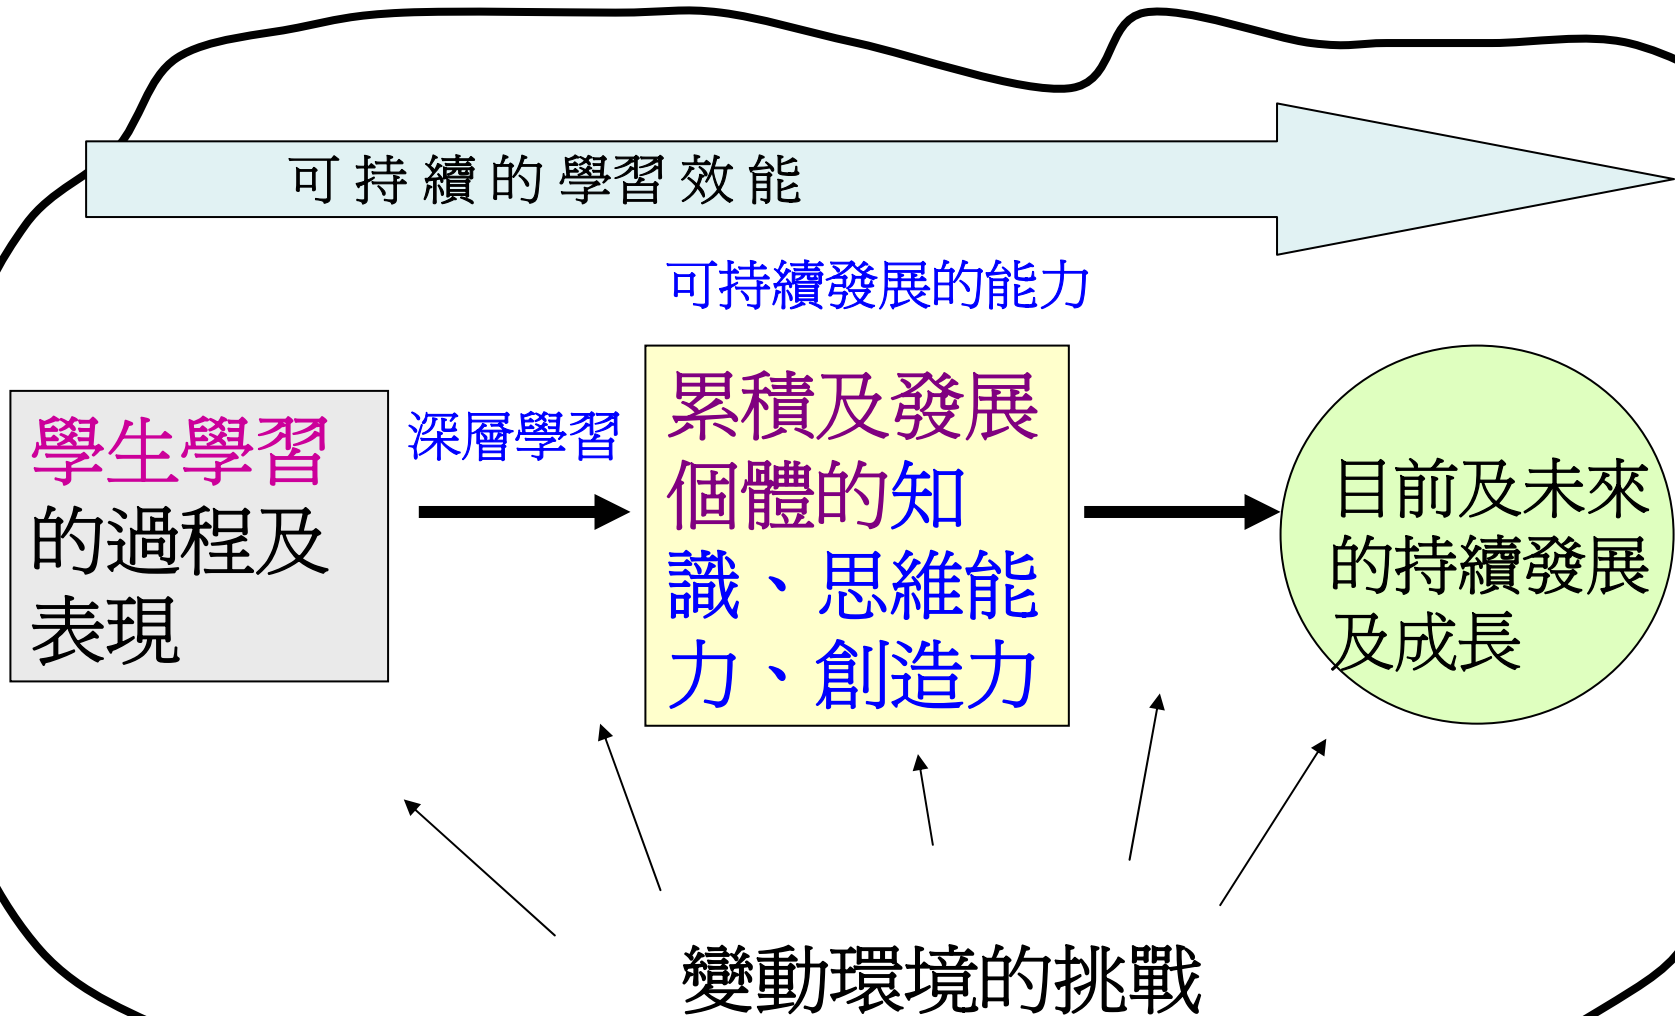 可持續的學習效能
可持續發展的能力
學生學習
的過程及
表現
深層學習
累積及發展
個體的知
識、思維能
力、創造力
目前及未來
的持續發展
及成長
變動環境的挑戰